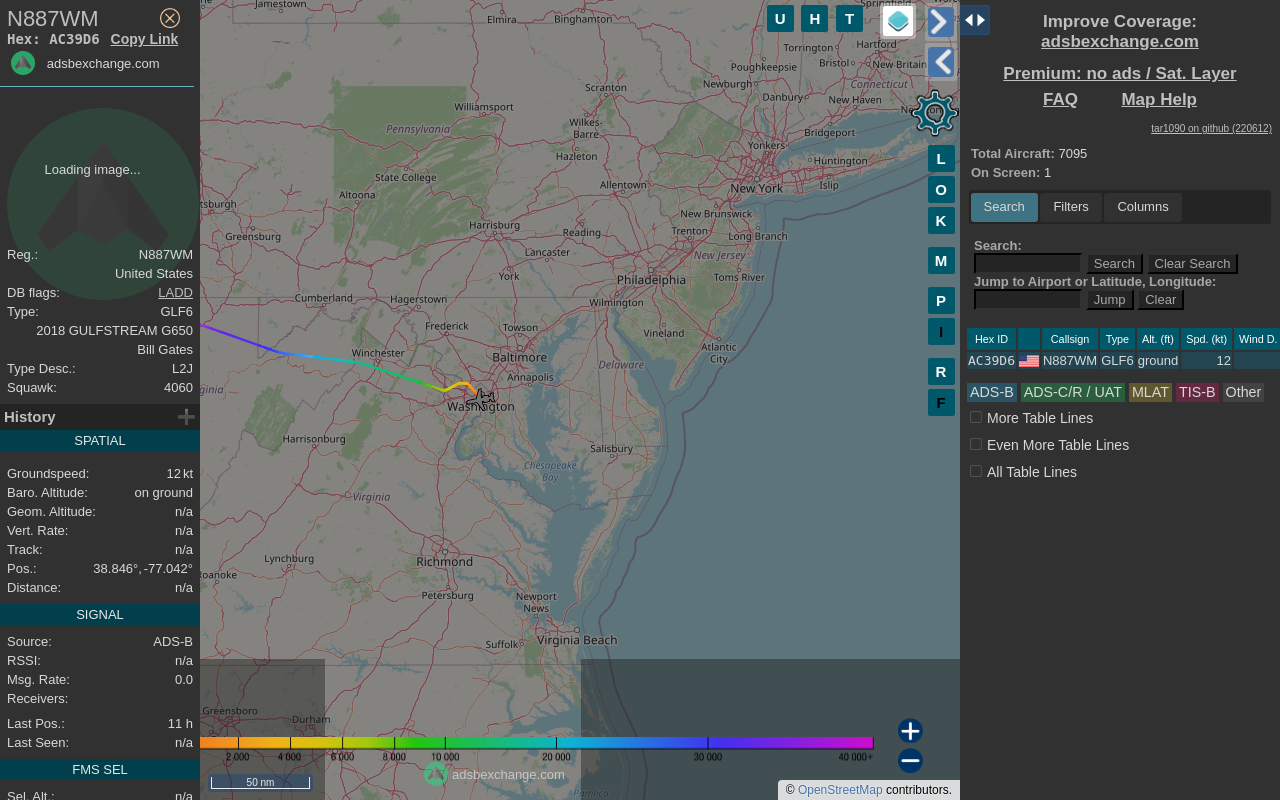 N887WM
Hex: AC39D6 Copy Link
adsbexchange.com
Loading image...
Reg.: N887WM
United States
DB flags: LADD
Type: GLF6
2018 GULFSTREAM G650
Bill Gates
Type Desc.: L2J
Squawk: 4060
History
SPATIAL
Groundspeed: 12 kt
Baro. Altitude: on ground
Geom. Altitude: n/a
Vert. Rate: n/a
Track: n/a
Pos.: 38.846°, -77.042°
Distance: n/a
SIGNAL
Source: ADS-B
RSSI: n/a
Msg. Rate: 0.0
Receivers:
Last Pos.: 11 h
Last Seen: n/a
FMS SEL
Sel. Alt.: n/a
U H T
L
O
K
M
P
I
R
F
Jamestown
Elmira
Binghamton
Springfield
Torrington
Hartford
Poughkeepsie
Bristol
New Britain
Scranton
Newburgh
Connecticut
Williamsport
Danbury
New Haven
Wilkes-
Barre
Pennsylvania
Bridgeport
Hazleton
Yonkers
Huntington
State College
Allentown
New York
Islip
Altoona
New Brunswick
tsburgh
Harrisburg
Reading
Trenton
Long Branch
Greensburg
Lancaster
New Jersey
York
Philadelphia
Toms River
Cumberland
Hagerstown
Wilmington
Frederick
Towson
Vineland
Winchester
Baltimore
Atlantic
City
Annapolis
Delaware
ginia
Washington
Harrisonburg
Salisbury
Chesapeake
Bay
Virginia
Lynchburg
Richmond
Roanoke
Petersburg
Newport
News
Suffolk
Virginia Beach
Greensboro
Durham
Pamlico
2 000 4 000 6 000 8 000 10 000 20 000 30 000 40 000+
adsbexchange.com
50 nm
© OpenStreetMap contributors.
Improve Coverage:
adsbexchange.com
Premium: no ads / Sat. Layer
FAQ Map Help
tar1090 on github (220612)
Total Aircraft: 7095
On Screen: 1
Search Filters Columns
Search:
Search Clear Search
Jump to Airport or Latitude, Longitude:
Jump Clear
Hex ID Callsign Type Alt. (ft) Spd. (kt) Wind D.
AC39D6 N887WM GLF6 ground 12
ADS-B ADS-C/R / UAT MLAT TIS-B Other
More Table Lines
Even More Table Lines
All Table Lines